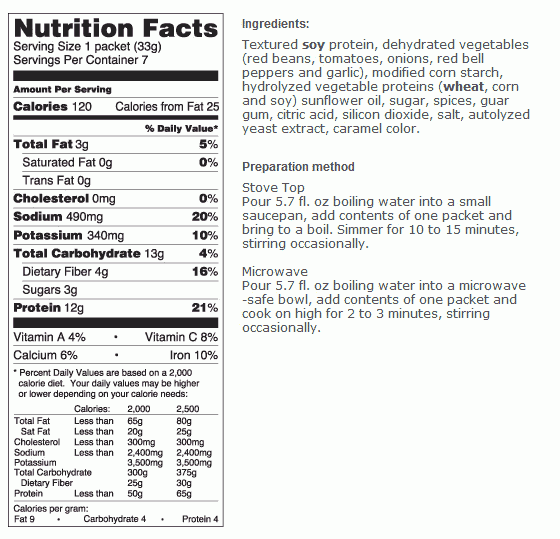 Nutrition Facts
Serving Size 1 packet (33g)
Servings Per Container 7
Amount Per Serving
Calories 120 Calories from Fat 25
% Daily Value*
Total Fat 3g 5%
Saturated Fat 0g 0%
Trans Fat 0g
Cholesterol 0mg 0%
Sodium 490mg 20%
Potassium 340mg 10%
Total Carbohydrate 13g 4%
Dietary Fiber 4g 16%
Sugars 3g
Protein 12g 21%
Vitamin A 4% • Vitamin C 8%
Calcium 6% • Iron 10%
* Percent Daily Values are based on a 2,000
calorie diet. Your daily values may be higher
or lower depending on your calorie needs:
Calories: 2,000 2,500
Total Fat Less than 65g 80g
Sat Fat Less than 20g 25g
Cholesterol Less than 300mg 300mg
Sodium Less than 2,400mg 2,400mg
Potassium 3,500mg 3,500mg
Total Carbohydrate 300g 375g
Dietary Fiber 25g 30g
Protein Less than 50g 65g
Calories per gram:
Fat 9 • Carbohydrate 4 • Protein 4
Ingredients:
Textured soy protein, dehydrated vegetables
(red beans, tomatoes, onions, red bell
peppers and garlic), modified corn starch,
hydrolyzed vegetable proteins (wheat, corn
and soy) sunflower oil, sugar, spices, guar
gum, citric acid, silicon dioxide, salt, autolyzed
yeast extract, caramel color.
Preparation method
Stove Top
Pour 5.7 fl. oz boiling water into a small
saucepan, add contents of one packet and
bring to a boil. Simmer for 10 to 15 minutes,
stirring occasionally.
Microwave
Pour 5.7 fl. oz boiling water into a microwave
-safe bowl, add contents of one packet and
cook on high for 2 to 3 minutes, stirring
occasionally.